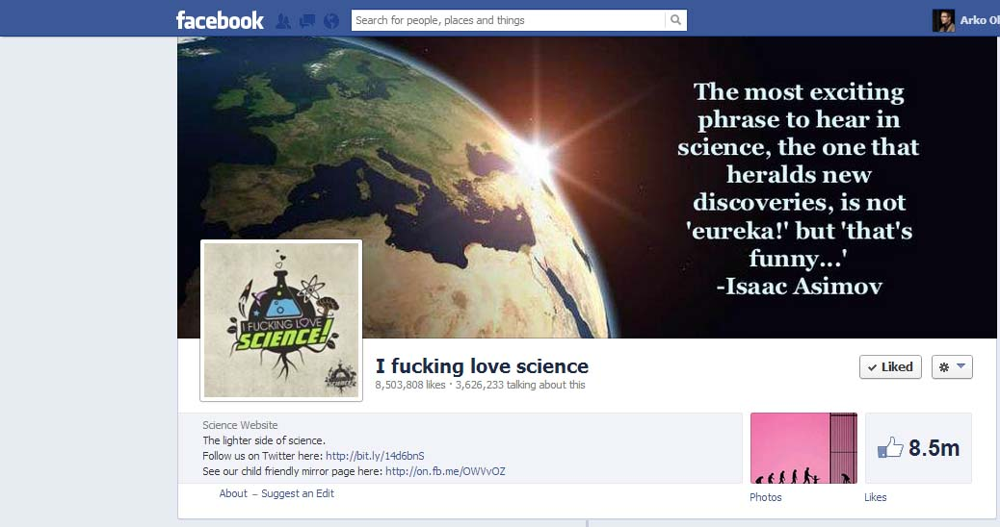 facebook
Search for people, places and things
Arko Ol
The most exciting
phrase to hear in
science, the one that
heralds new
discoveries, is not
'eureka!' but 'that's
funny...'
-Isaac Asimov
I FUCKING LOVE
SCIENCE!
SCIENCE!
I fucking love science
8,503,808 likes · 3,626,233 talking about this
Liked
Science Website
The lighter side of science.
Follow us on Twitter here: http://bit.ly/14d6bnS
See our child friendly mirror page here: http://on.fb.me/OWVvOZ
About – Suggest an Edit
8.5m
Photos
Likes